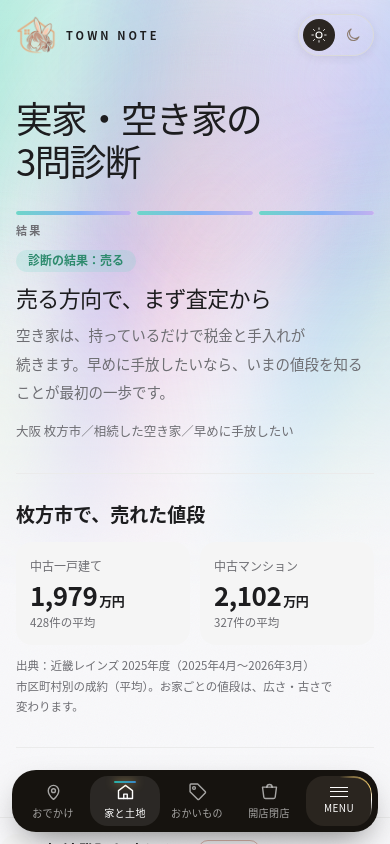 TOWN NOTE
実家・空き家の
3問診断
結果
診断の結果：売る
売る方向で、まず査定から
空き家は、持っているだけで税金と手入れが
続きます。早めに手放したいなら、いまの値段を知る
ことが最初の一歩です。
大阪 枚方市／相続した空き家／早めに手放したい
枚方市で、売れた値段
中古一戸建て
1,979万円
428件の平均
中古マンション
2,102万円
327件の平均
出典：近畿レインズ 2025年度（2025年4月〜2026年3月）
市区町村別の成約（平均）。お家ごとの値段は、広さ・古さで
変わります。
おでかけ
家と土地
おかいもの
開店閉店
MENU